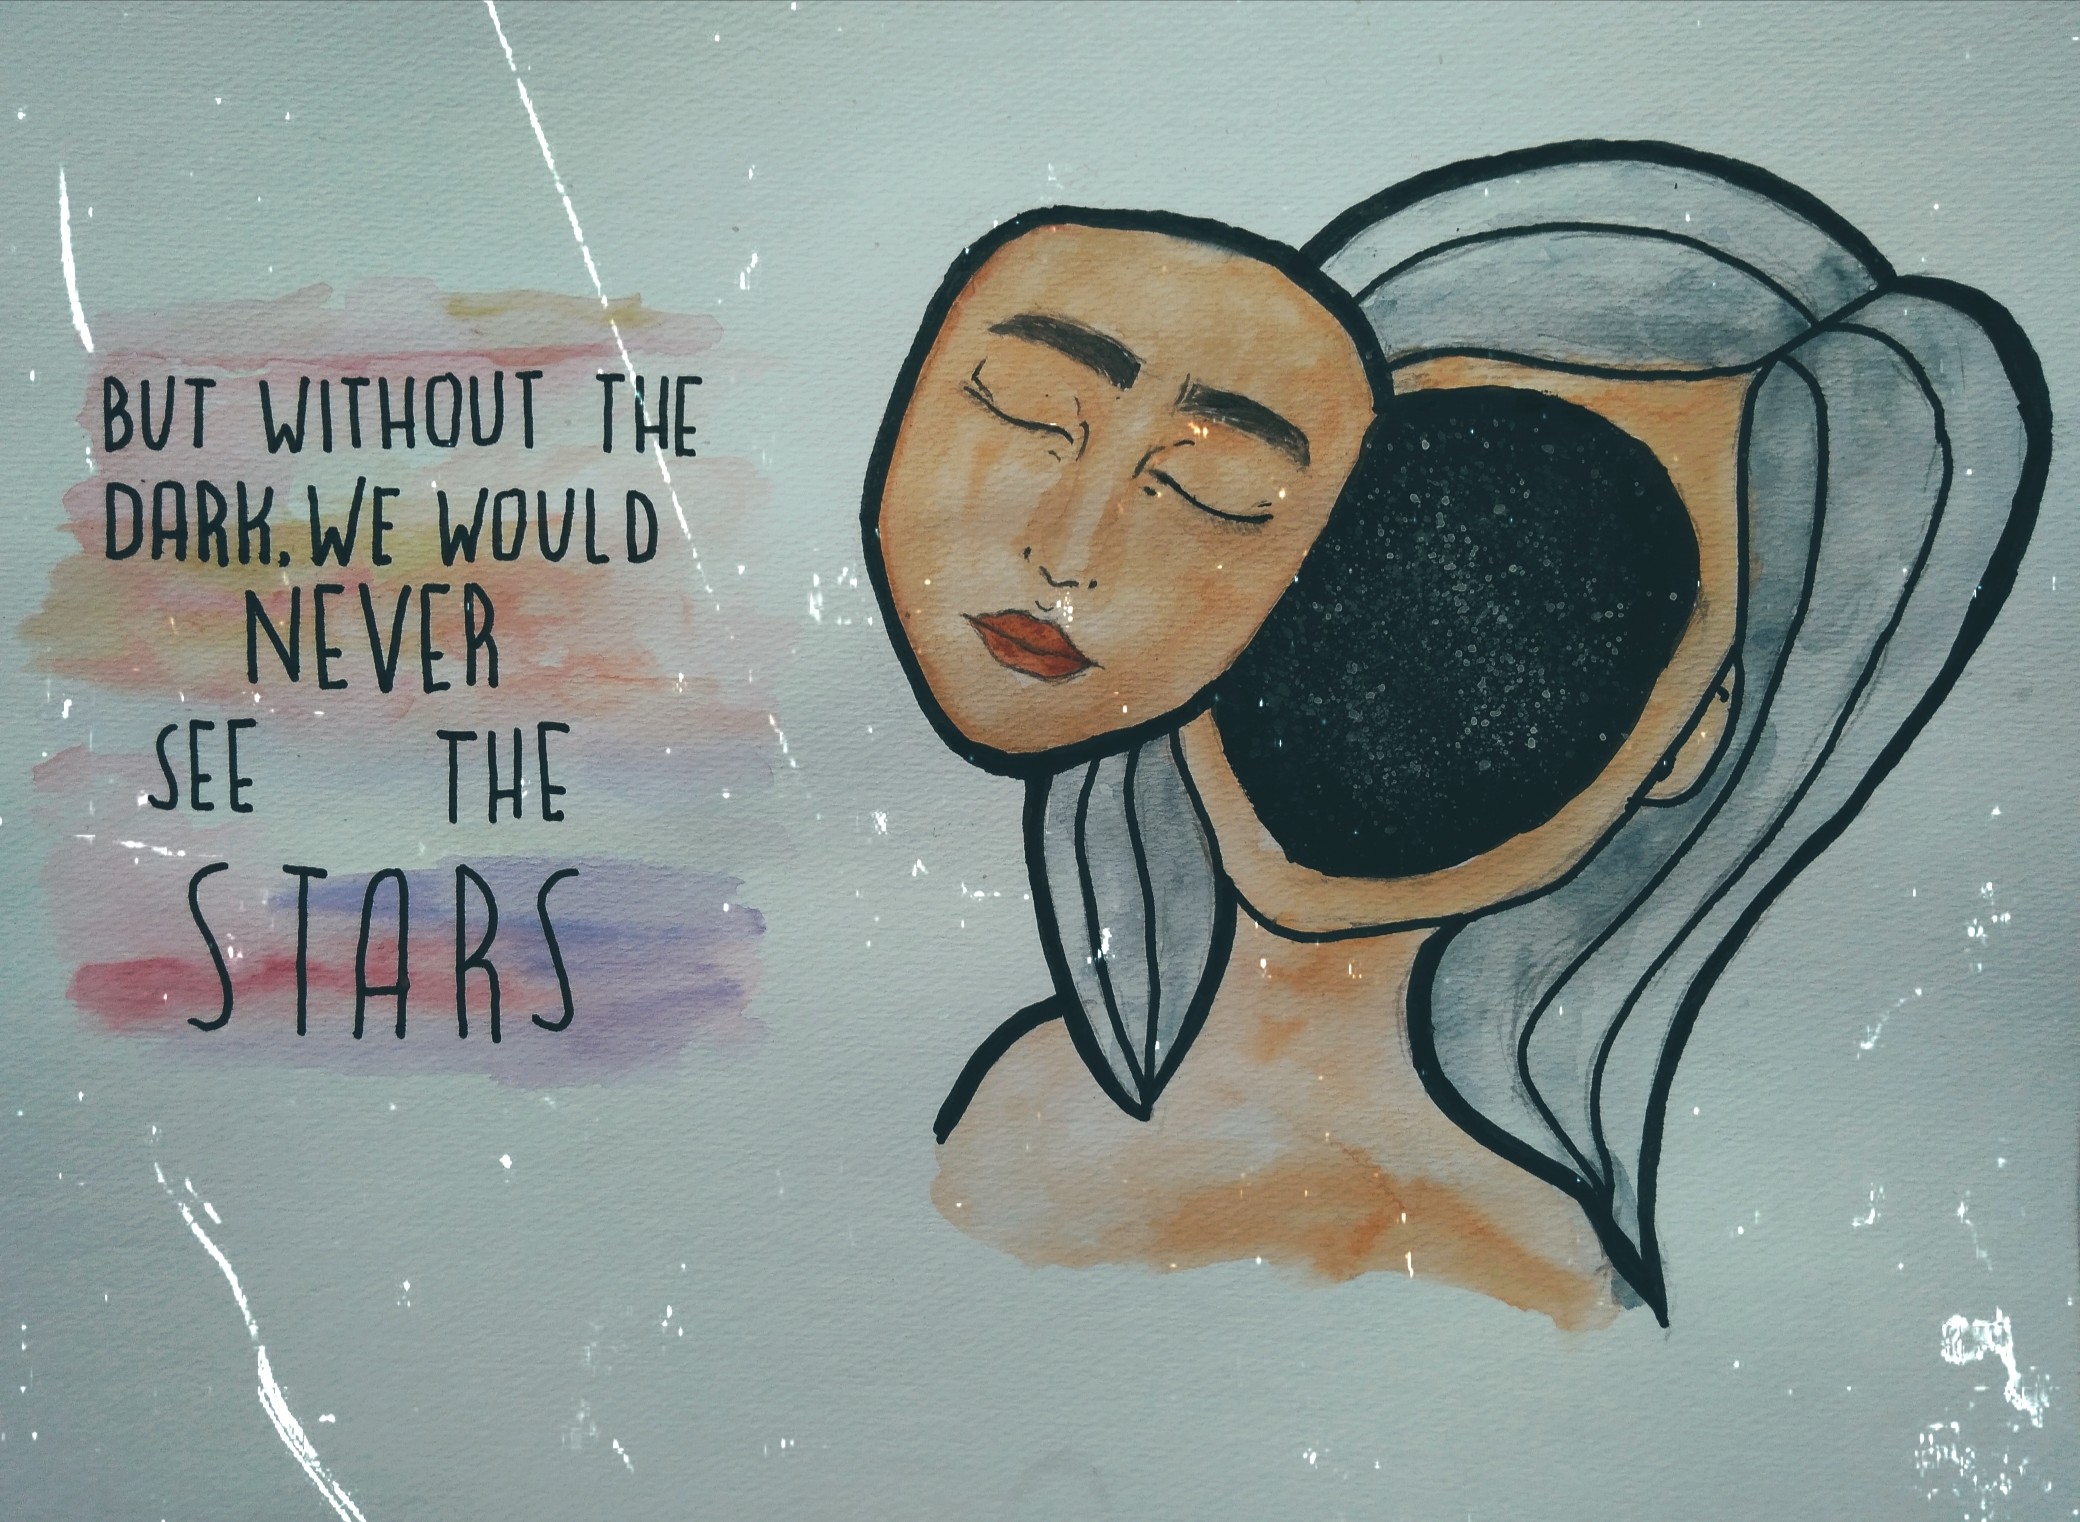 BUT WITHOUT THE
DARK, WE WOULD
NEVER
SEE THE
STARS